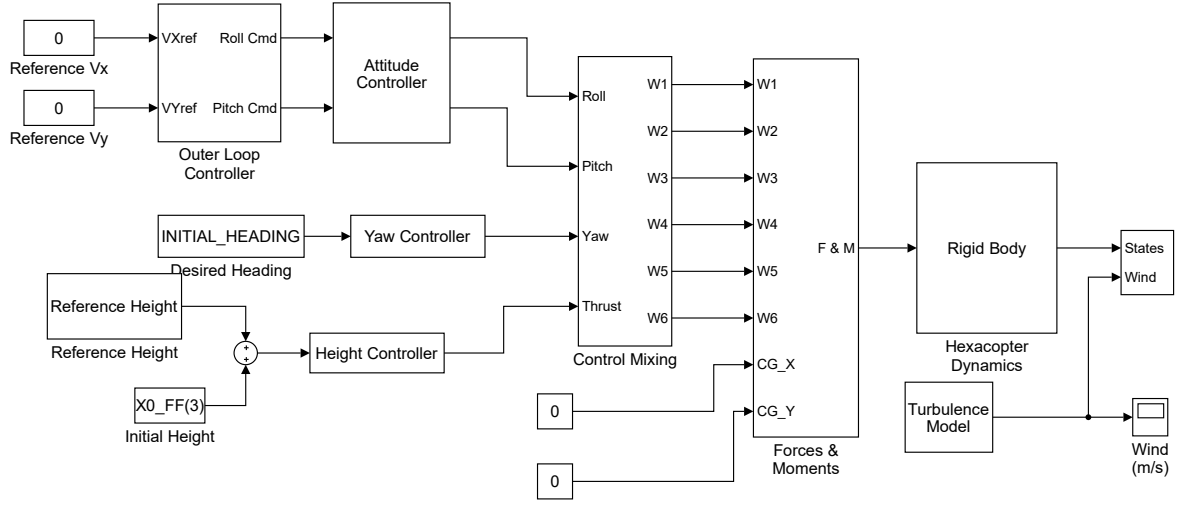 0
Reference Vx
0
Reference Vy
VXref
Roll Cmd
VYref
Pitch Cmd
Outer Loop
Controller
Attitude
Controller
INITIAL_HEADING
Desired Heading
Yaw Controller
Reference Height
Reference Height
+
+
Height Controller
X0_FF(3)
Initial Height
Roll
Pitch
Yaw
Thrust
W1
W2
W3
W4
W5
W6
Control Mixing
0
0
W1
W2
W3
W4
W5
W6
CG_X
CG_Y
F & M
Forces &
Moments
Rigid Body
Hexacopter
Dynamics
Turbulence
Model
States
Wind
Wind
(m/s)